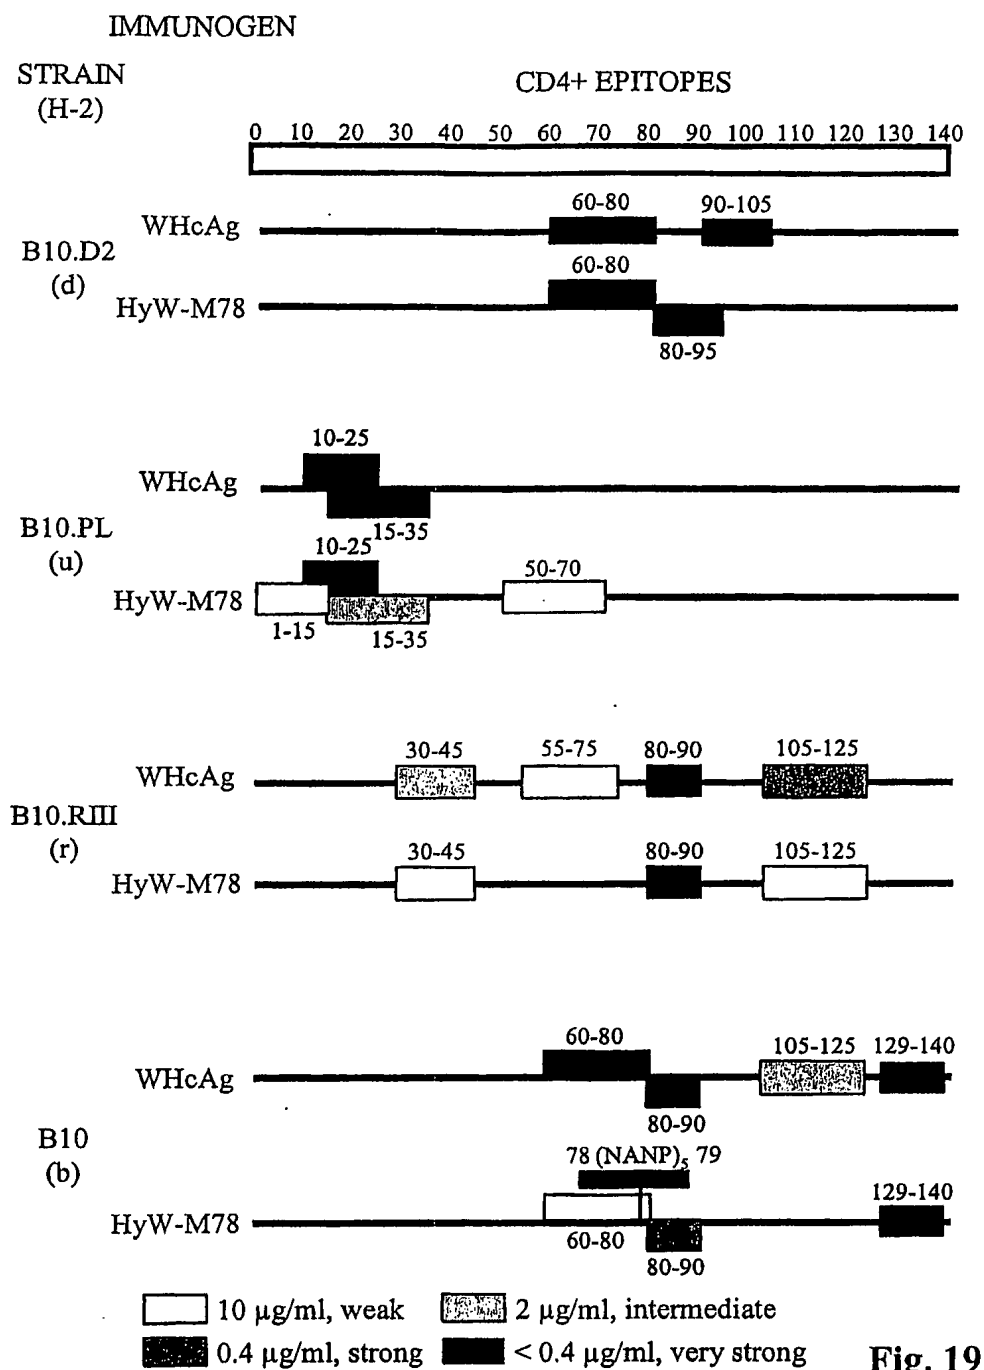 IMMUNOGEN
STRAIN
(H-2)
CD4+ EPITOPES
0 10 20 30 40 50 60 70 80 90 100 110 120 130 140
B10.D2
(d)
WHcAg
60-80 90-105
HyW-M78
60-80
80-95
B10.PL
(u)
WHcAg
10-25
15-35
HyW-M78
10-25
50-70
1-15
15-35
B10.RIII
(r)
WHcAg
30-45 55-75 80-90 105-125
HyW-M78
30-45 80-90 105-125
B10
(b)
WHcAg
60-80 105-125 129-140
80-90
HyW-M78
78 (NANP)5 79
129-140
60-80
80-90
10 µg/ml, weak
2 µg/ml, intermediate
0.4 µg/ml, strong
< 0.4 µg/ml, very strong
Fig. 19